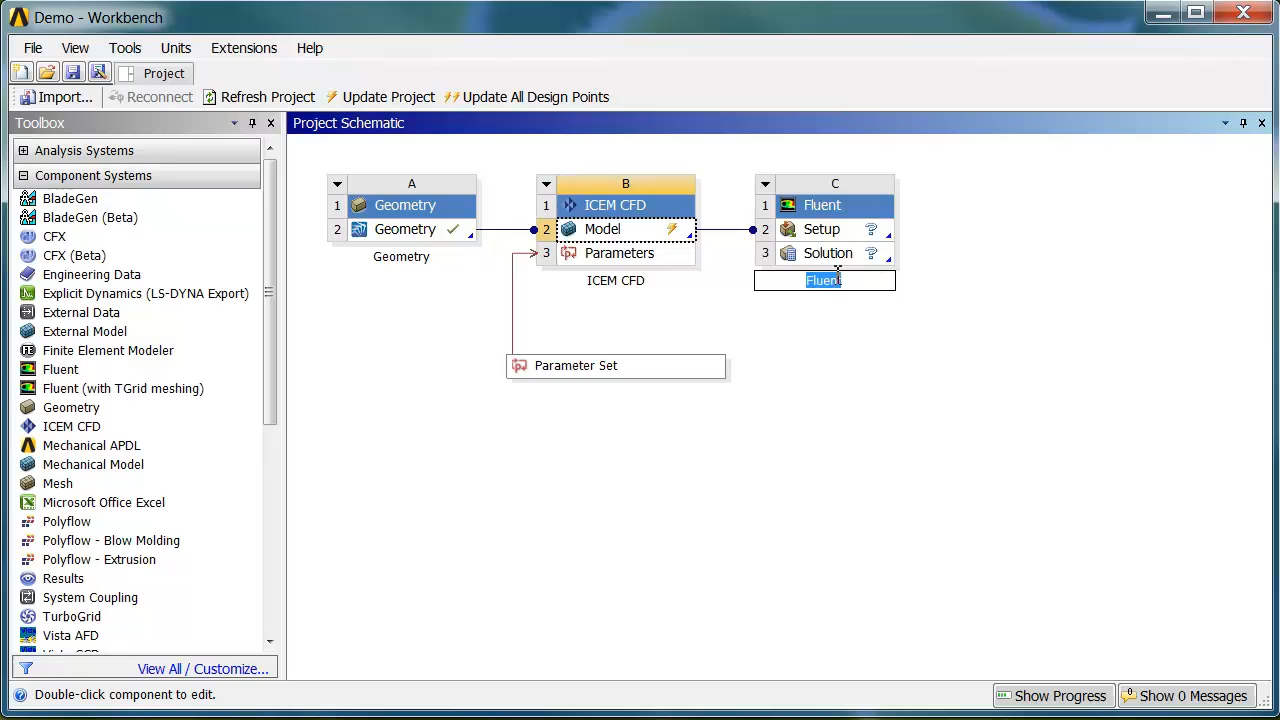 Demo - Workbench
File View Tools Units Extensions Help
Project
Import... Reconnect Refresh Project Update Project Update All Design Points
Toolbox
Analysis Systems
Component Systems
BladeGen
BladeGen (Beta)
CFX
CFX (Beta)
Engineering Data
Explicit Dynamics (LS-DYNA Export)
External Data
External Model
Finite Element Modeler
Fluent
Fluent (with TGrid meshing)
Geometry
ICEM CFD
Mechanical APDL
Mechanical Model
Mesh
Microsoft Office Excel
Polyflow
Polyflow - Blow Molding
Polyflow - Extrusion
Results
System Coupling
TurboGrid
Vista AFD
View All / Customize...
Project Schematic
A
1 Geometry
2 Geometry
Geometry
B
1 ICEM CFD
2 Model
3 Parameters
ICEM CFD
C
1 Fluent
2 Setup ?
3 Solution ?
Fluent
Parameter Set
Double-click component to edit.
Show Progress
0 Show 0 Messages